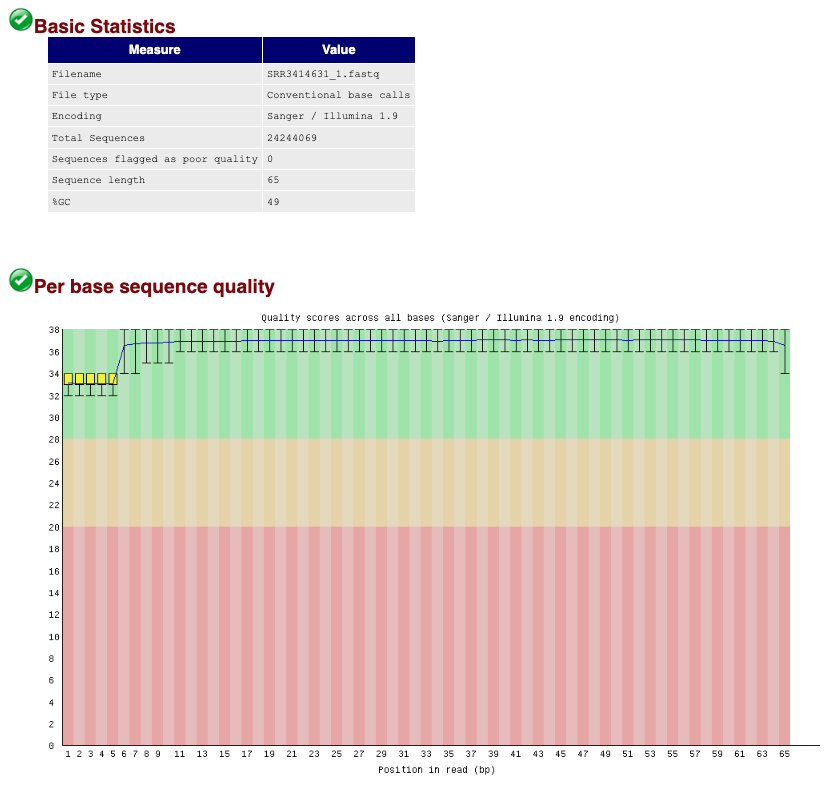 Basic Statistics
Measure Value
Filename SRR3414631_1.fastq
File type Conventional base calls
Encoding Sanger / Illumina 1.9
Total Sequences 24244069
Sequences flagged as poor quality 0
Sequence length 65
%GC 49
Per base sequence quality
Quality scores across all bases (Sanger / Illumina 1.9 encoding)
38
36
34
32
30
28
26
24
22
20
18
16
14
12
10
8
6
4
2
0
1 2 3 4 5 6 7 8 9 11 13 15 17 19 21 23 25 27 29 31 33 35 37 39 41 43 45 47 49 51 53 55 57 59 61 63 65
Position in read (bp)